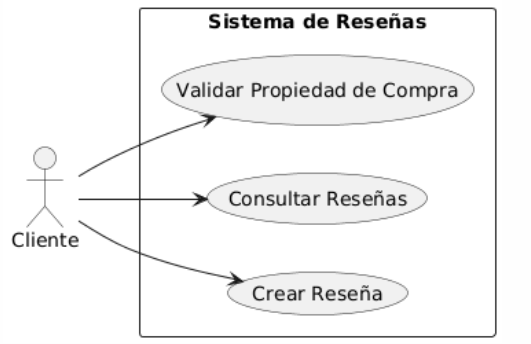 Sistema de Reseñas
Validar Propiedad de Compra
Consultar Reseñas
Cliente
Crear Reseña